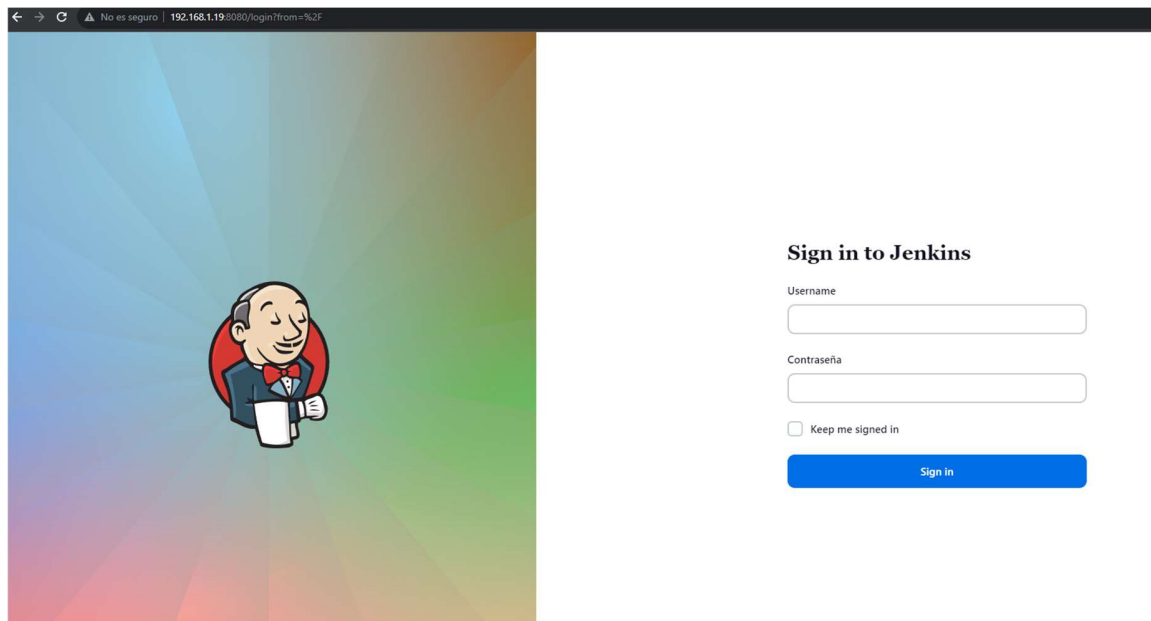 No es seguro | 192.168.1.19:8080/login?from=%2F
Sign in to Jenkins
Username
Contraseña
Keep me signed in
Sign in